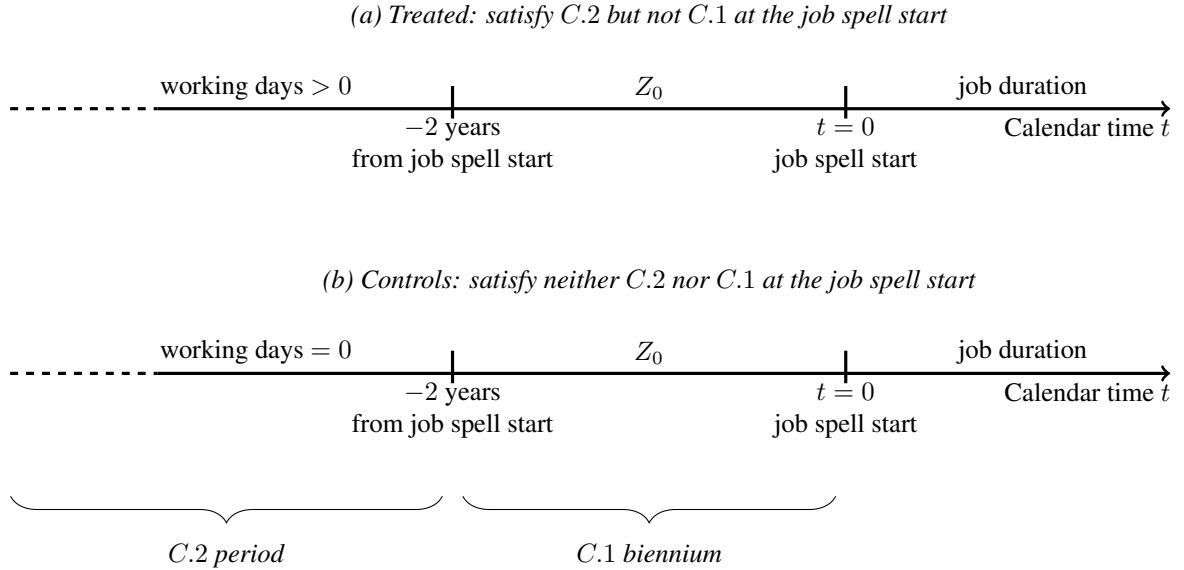 (a) Treated: satisfy C.2 but not C.1 at the job spell start
working days > 0
Z₀
job duration
−2 years
from job spell start
t = 0
job spell start
Calendar time t
(b) Controls: satisfy neither C.2 nor C.1 at the job spell start
working days = 0
Z₀
job duration
−2 years
from job spell start
t = 0
job spell start
Calendar time t
C.2 period
C.1 biennium